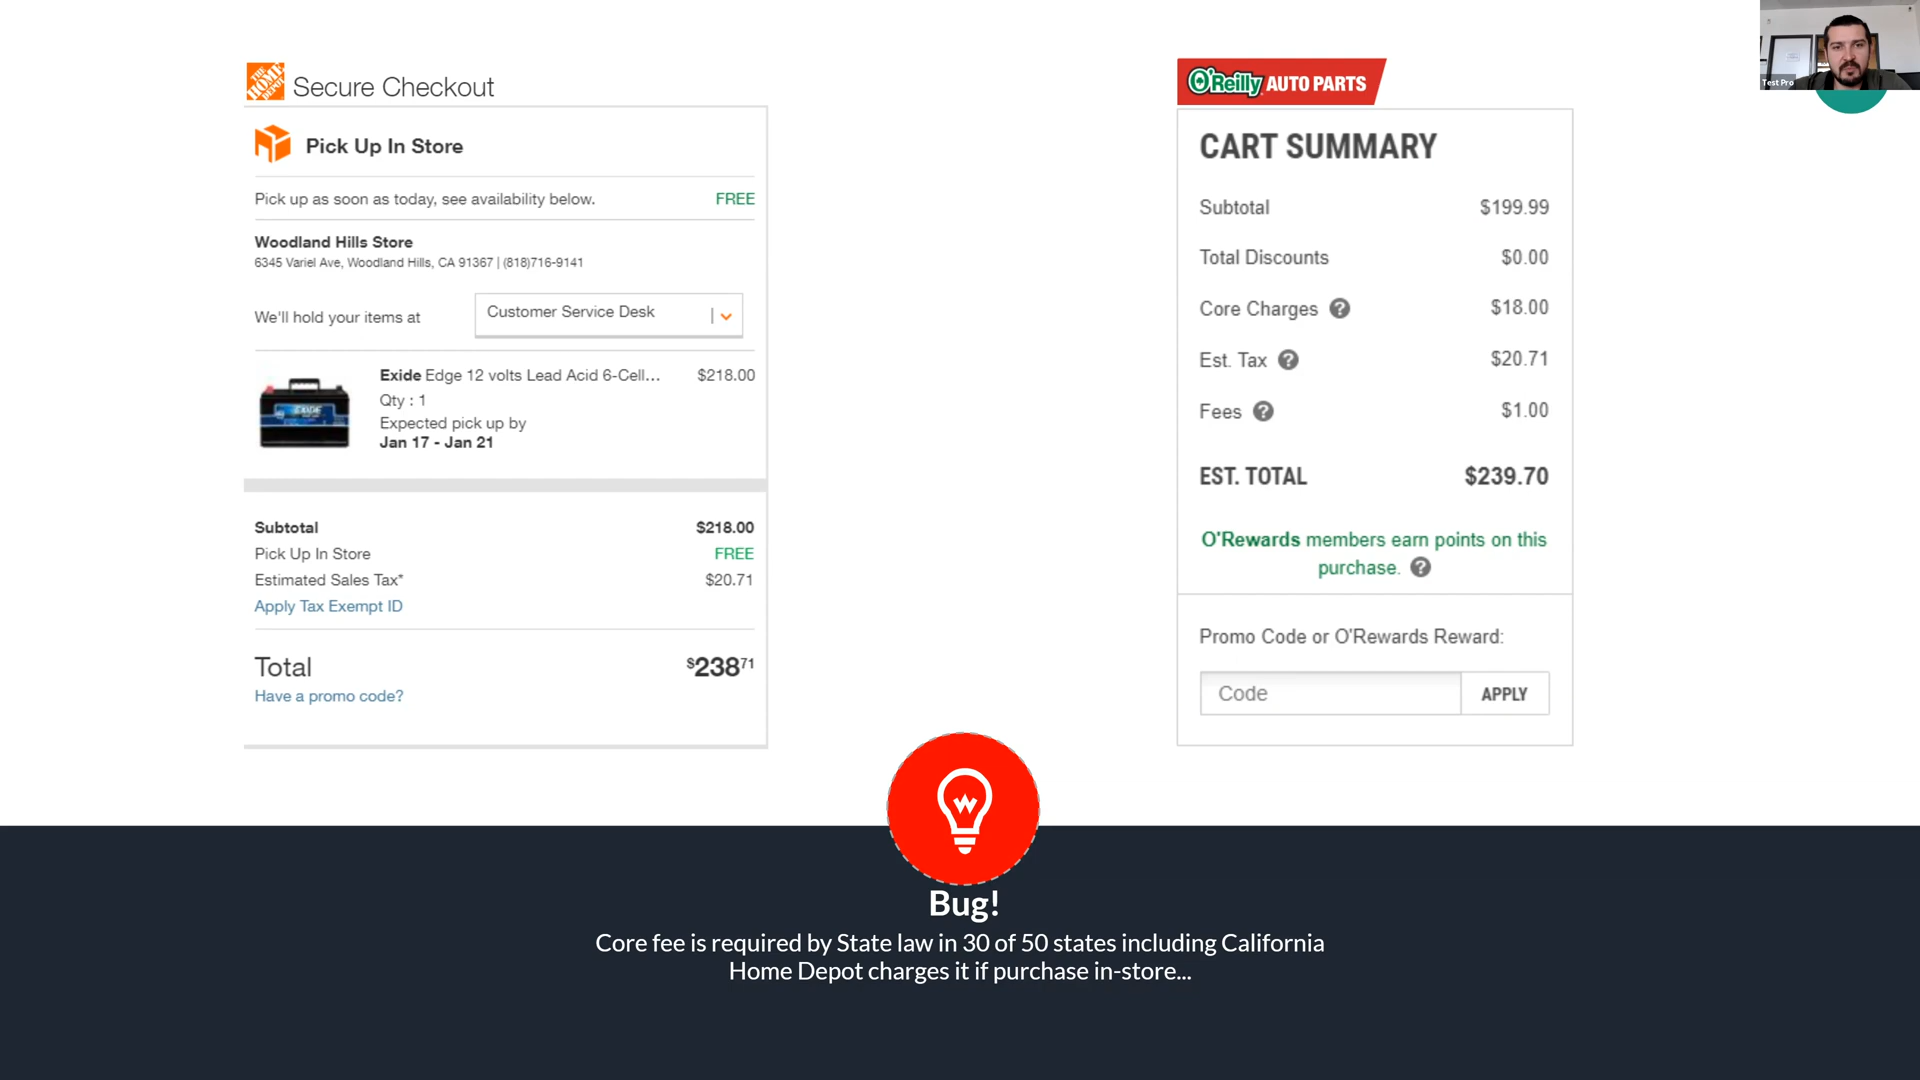 THE HOME DEPOT
Secure Checkout
Pick Up In Store
Pick up as soon as today, see availability below. FREE
Woodland Hills Store
6345 Variel Ave, Woodland Hills, CA 91367 | (818)716-9141
We'll hold your items at Customer Service Desk
Exide Edge 12 volts Lead Acid 6-Cell... $218.00
Qty : 1
Expected pick up by
Jan 17 - Jan 21
EXIDE
Subtotal $218.00
Pick Up In Store FREE
Estimated Sales Tax* $20.71
Apply Tax Exempt ID
Total $23871
Have a promo code?
O'Reilly AUTO PARTS
CART SUMMARY
Subtotal $199.99
Total Discounts $0.00
Core Charges ? $18.00
Est. Tax ? $20.71
Fees ? $1.00
EST. TOTAL $239.70
O'Rewards members earn points on this
purchase. ?
Promo Code or O'Rewards Reward:
Code APPLY
Test Pro
Bug!
Core fee is required by State law in 30 of 50 states including California
Home Depot charges it if purchase in-store...